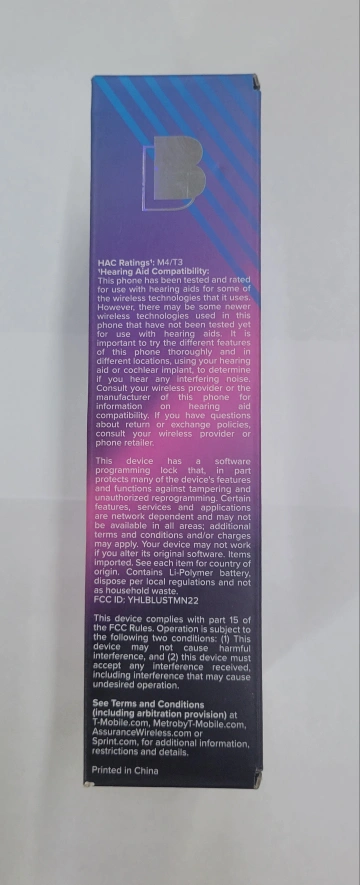 B
HAC Ratings¹: M4/T3
¹Hearing Aid Compatibility:
This phone has been tested and rated
for use with hearing aids for some of
the wireless technologies that it uses.
However, there may be some newer
wireless technologies used in this
phone that have not been tested yet
for use with hearing aids. It is
important to try the different features
of this phone thoroughly and in
different locations, using your hearing
aid or cochlear implant, to determine
if you hear any interfering noise.
Consult your wireless provider or the
manufacturer of this phone for
information on hearing aid
compatibility. If you have questions
about return or exchange policies,
consult your wireless provider or
phone retailer.
This device has a software
programming lock that, in part
protects many of the device's features
and functions against tampering and
unauthorized reprogramming. Certain
features, services and applications
are network dependent and may not
be available in all areas; additional
terms and conditions and/or charges
may apply. Your device may not work
if you alter its original software. Items
imported. See each item for country of
origin. Contains Li-Polymer battery,
dispose per local regulations and not
as household waste.
FCC ID: YHLBLUSTMN22
This device complies with part 15 of
the FCC Rules. Operation is subject to
the following two conditions: (1) This
device may not cause harmful
interference, and (2) this device must
accept any interference received,
including interference that may cause
undesired operation.
See Terms and Conditions
(including arbitration provision) at
T-Mobile.com, MetrobyT-Mobile.com,
AssuranceWireless.com or
Sprint.com, for additional information,
restrictions and details.
Printed in China